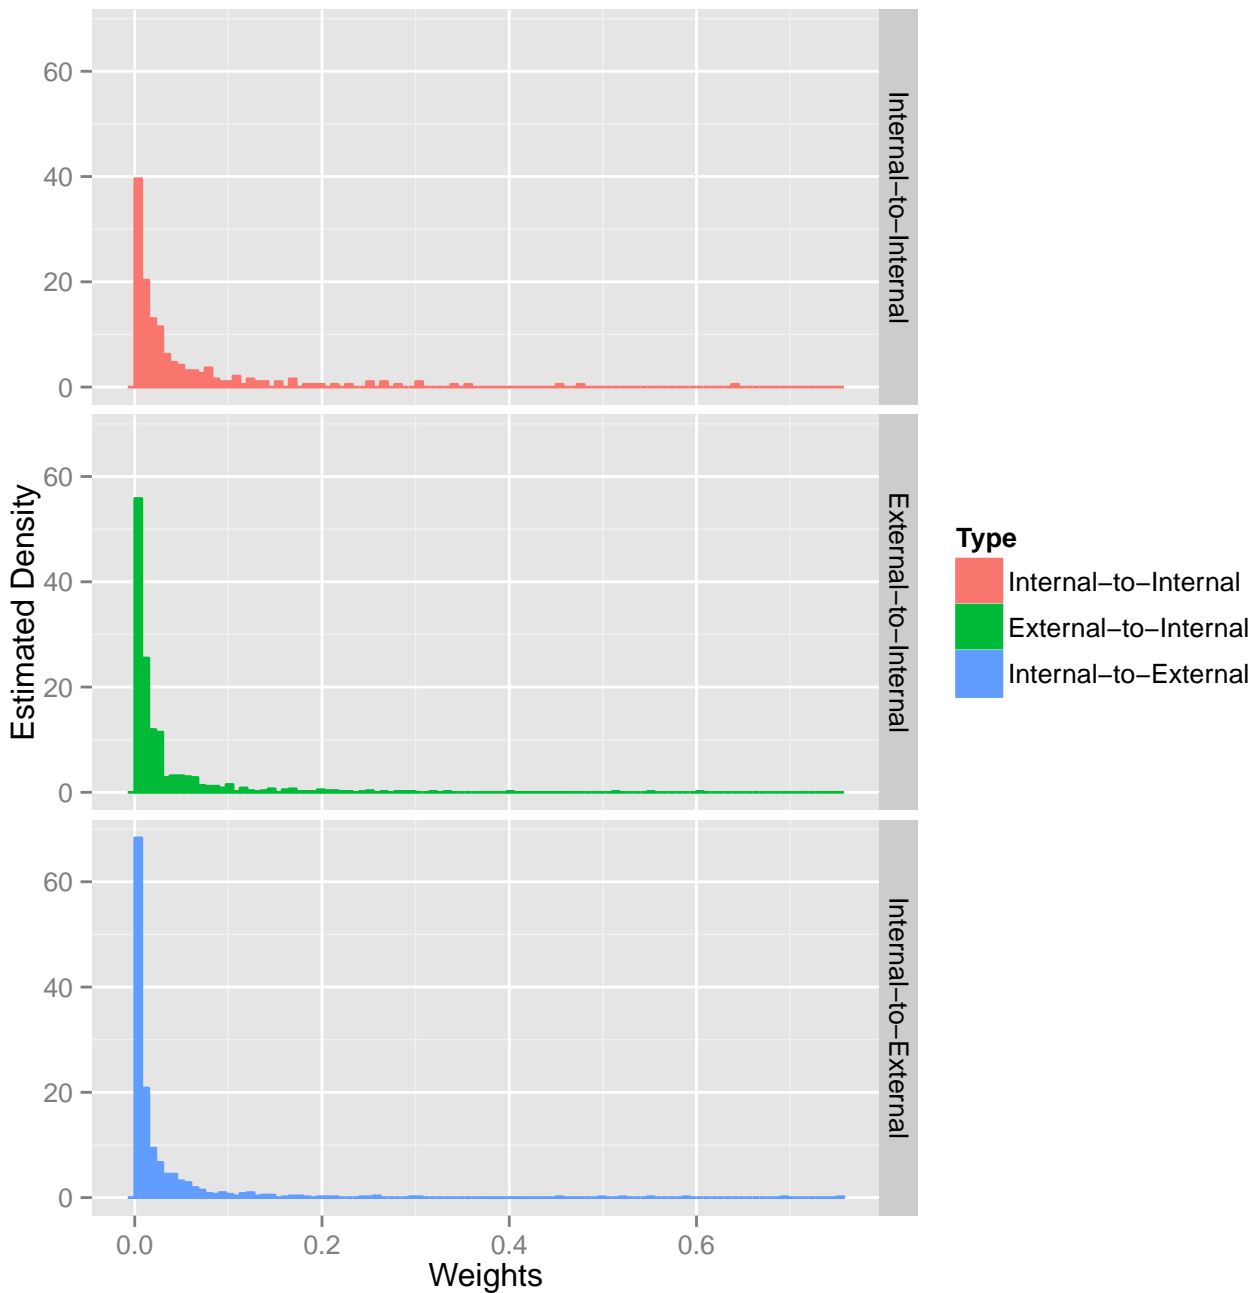 60
40
20
0
Internal−to−Internal
60
40
20
0
External−to−Internal
60
40
20
0
Internal−to−External
0.0 0.2 0.4 0.6
Weights
Estimated Density
Type
Internal−to−Internal
External−to−Internal
Internal−to−External